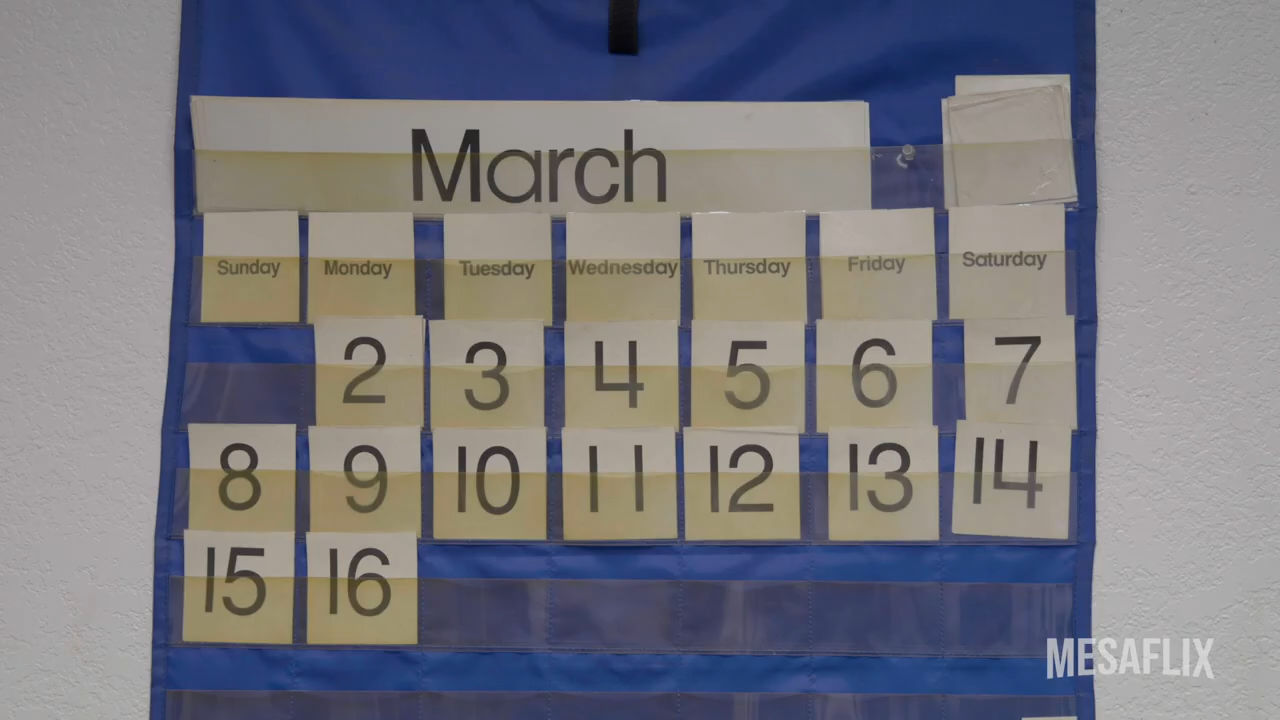 March
Sunday Monday Tuesday Wednesday Thursday Friday Saturday
2 3 4 5 6 7
8 9 10 11 12 13 14
15 16
MESAFLIX